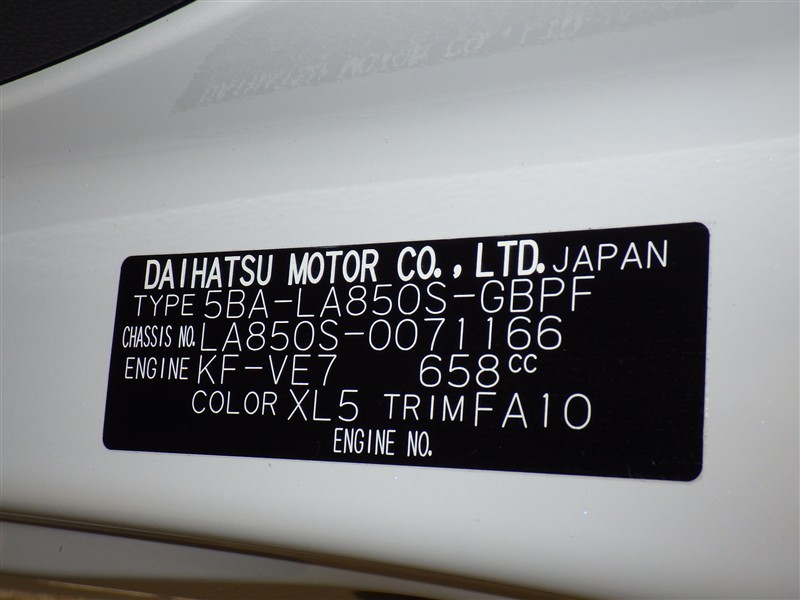 DAIHATSU MOTOR CO., LTD. JAPAN
TYPE 5BA-LA850S-GBPF
CHASSIS NO. LA850S-0071166
ENGINE KF-VE7 658cc
COLOR XL5 TRIM FA10
ENGINE NO.